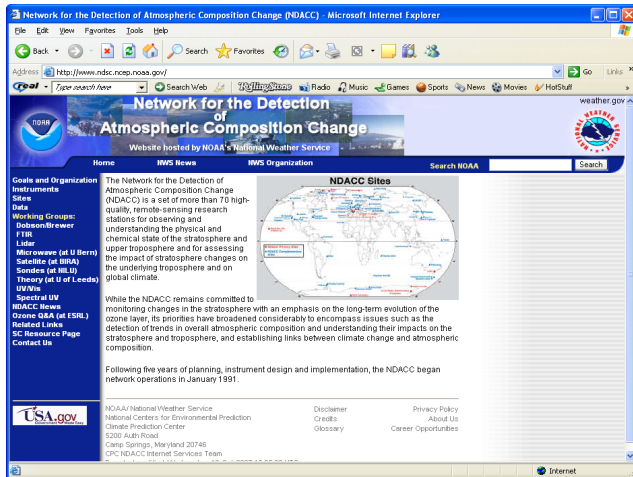 Network for the Detection of Atmospheric Composition Change (NDACC) - Microsoft Internet Explorer
File Edit View Favorites Tools Help
Back Search Favorites
Address http://www.ndsc.ncep.noaa.gov/ Go Links
real Type search here Search Web RollingStone Radio Music Games Sports News Movies HotStuff
Network for the Detection
of
Atmospheric Composition Change
Website hosted by NOAA's National Weather Service
NOAA
weather.gov
Home NWS News NWS Organization Search NOAA Search
Goals and Organization
Instruments
Sites
Data
Working Groups:
Dobson/Brewer
FTIR
Lidar
Microwave (at U Bern)
Satellite (at BIRA)
Sondes (at NILU)
Theory (at U of Leeds)
UV/Vis
Spectral UV
NDACC News
Ozone Q&A (at ESRL)
Related Links
SC Resource Page
Contact Us
USA.gov
The Network for the Detection of
Atmospheric Composition Change
(NDACC) is a set of more than 70 high-
quality, remote-sensing research
stations for observing and
understanding the physical and
chemical state of the stratosphere and
upper troposphere and for assessing
the impact of stratosphere changes on
the underlying troposphere and on
global climate.
NDACC Sites
While the NDACC remains committed to
monitoring changes in the stratosphere with an emphasis on the long-term evolution of the
ozone layer, its priorities have broadened considerably to encompass issues such as the
detection of trends in overall atmospheric composition and understanding their impacts on the
stratosphere and troposphere, and establishing links between climate change and atmospheric
composition.
Following five years of planning, instrument design and implementation, the NDACC began
network operations in January 1991.
NOAA/ National Weather Service
National Centers for Environmental Prediction
Climate Prediction Center
5200 Auth Road
Camp Springs, Maryland 20746
CPC NDACC Internet Services Team
Disclaimer
Credits
Glossary
Privacy Policy
About Us
Career Opportunities
Internet